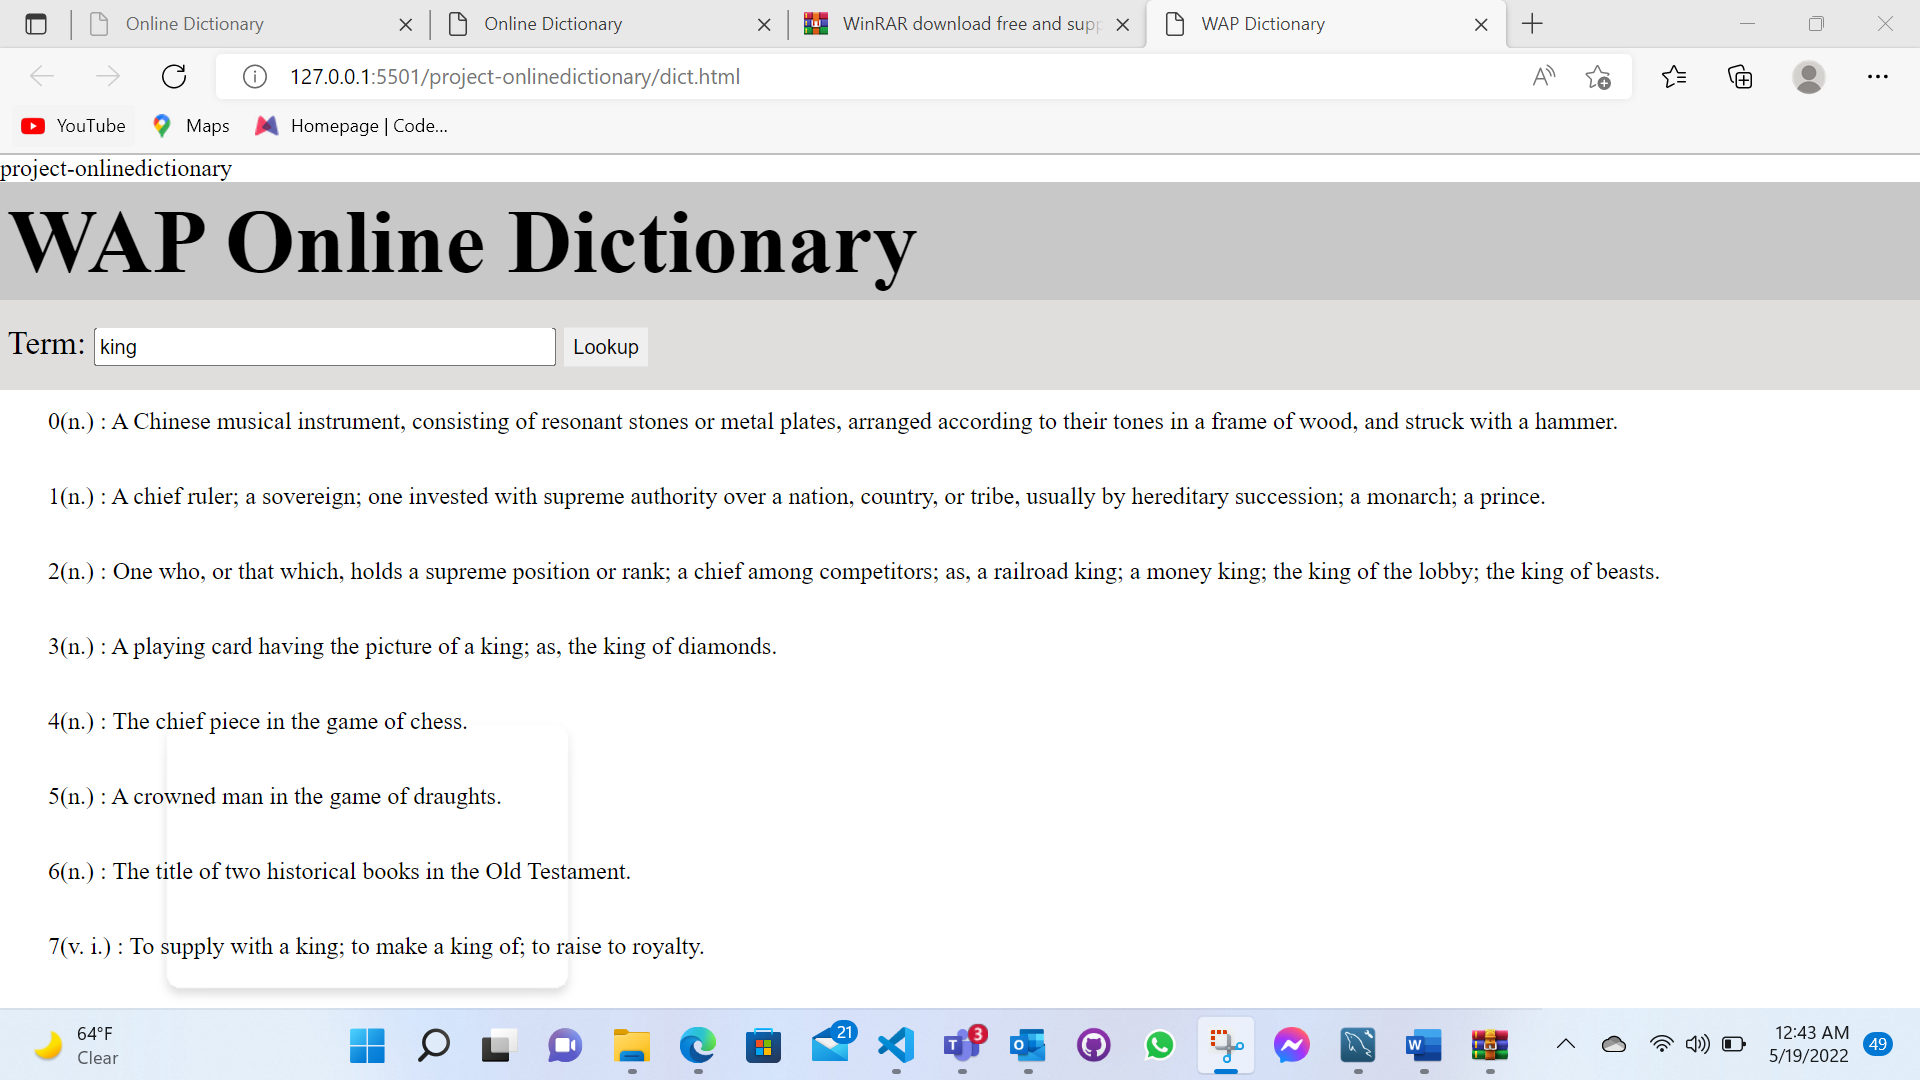 Online Dictionary
Online Dictionary
WinRAR download free and supp
WAP Dictionary
127.0.0.1:5501/project-onlinedictionary/dict.html
YouTube
Maps
Homepage | Code...
project-onlinedictionary
WAP Online Dictionary
Term: king Lookup
0(n.) : A Chinese musical instrument, consisting of resonant stones or metal plates, arranged according to their tones in a frame of wood, and struck with a hammer.
1(n.) : A chief ruler; a sovereign; one invested with supreme authority over a nation, country, or tribe, usually by hereditary succession; a monarch; a prince.
2(n.) : One who, or that which, holds a supreme position or rank; a chief among competitors; as, a railroad king; a money king; the king of the lobby; the king of beasts.
3(n.) : A playing card having the picture of a king; as, the king of diamonds.
4(n.) : The chief piece in the game of chess.
5(n.) : A crowned man in the game of draughts.
6(n.) : The title of two historical books in the Old Testament.
7(v. i.) : To supply with a king; to make a king of; to raise to royalty.
64°F
Clear
21
3
12:43 AM
5/19/2022
49